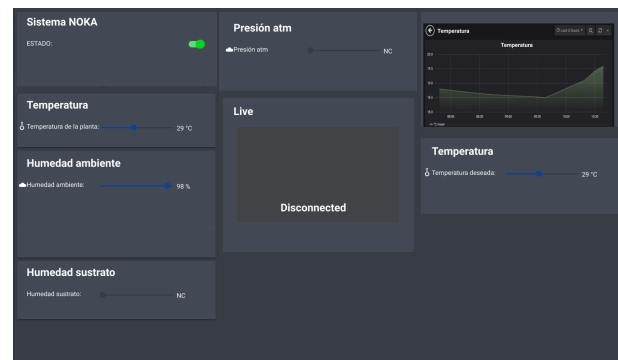 Sistema NOKA
ESTADO:
Temperatura
Temperatura de la planta: 29 °C
Humedad ambiente
Humedad ambiente: 98 %
Humedad sustrato
Humedad sustrato: NC
Presión atm
Presión atm NC
Live
Disconnected
Temperatura
Temperatura
Temperatura
Temperatura deseada: 29 °C